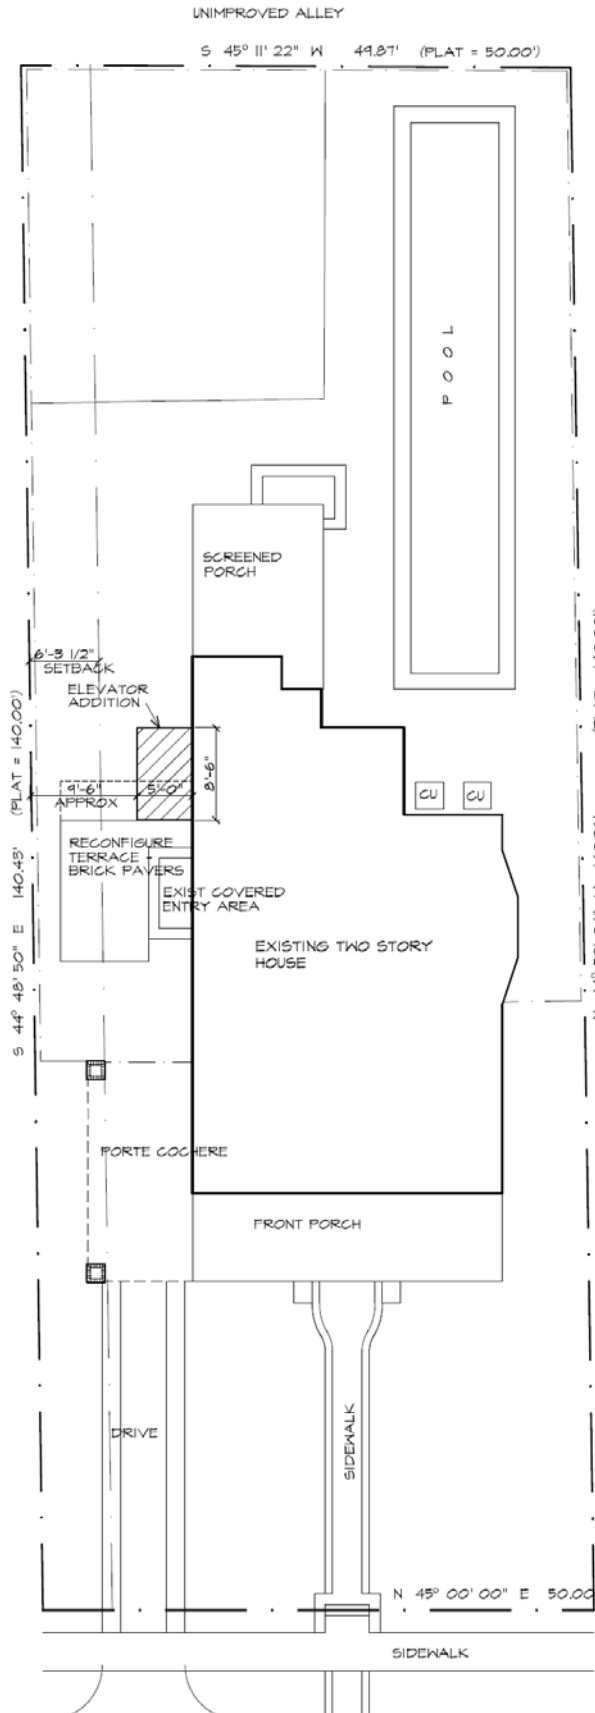 UNIMPROVED ALLEY
S 45° 11' 22" W 49.87' (PLAT = 50.00')
POOL
SCREENED
PORCH
6'-3 1/2"
SETBACK
ELEVATOR
ADDITION
(PLAT = 140.00')
9'-6"
APPROX
5'-0"
8'-6"
CU
CU
RECONFIGURE
TERRACE
BRICK PAVERS
EXIST COVERED
ENTRY AREA
S 44° 48' 50" E 140.43'
EXISTING TWO STORY
HOUSE
PORTE COCHERE
FRONT PORCH
DRIVE
SIDEWALK
N 45° 00' 00" E 50.00
SIDEWALK